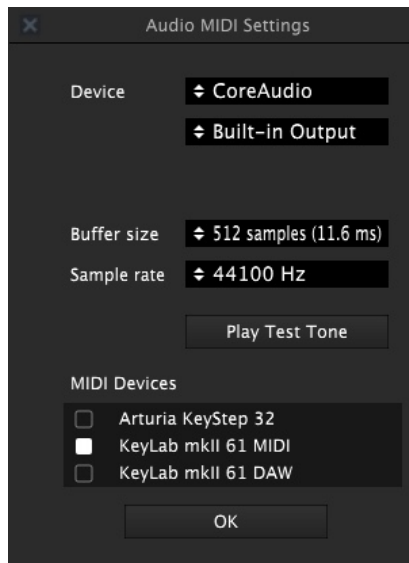 Audio MIDI Settings
Device CoreAudio
Built-in Output
Buffer size 512 samples (11.6 ms)
Sample rate 44100 Hz
Play Test Tone
MIDI Devices
Arturia KeyStep 32
KeyLab mkII 61 MIDI
KeyLab mkII 61 DAW
OK